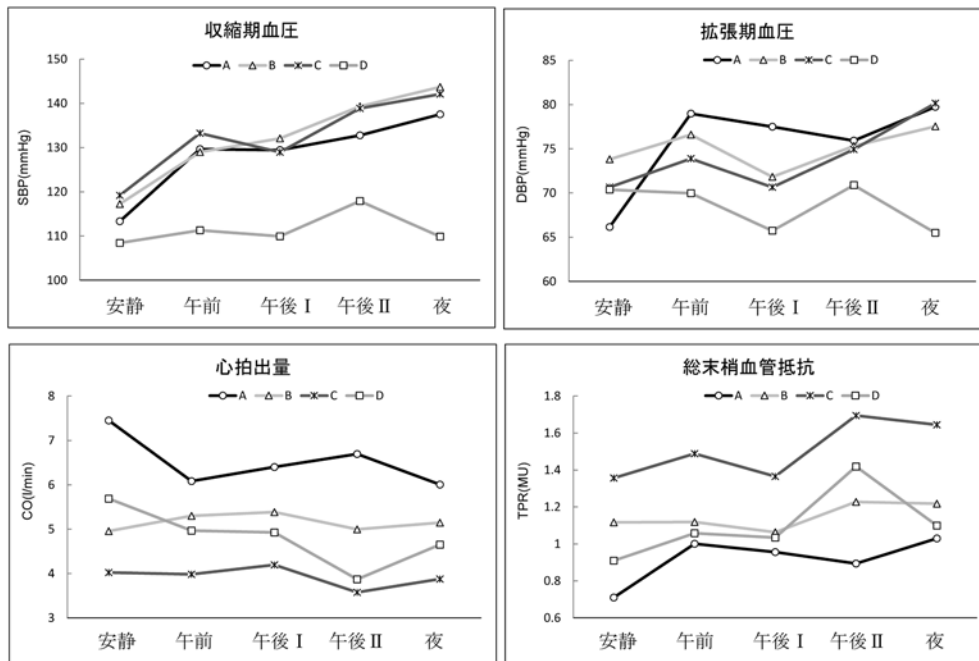 収縮期血圧
A B C D
SBP(mmHg)
150
140
130
120
110
100
安静 午前 午後Ⅰ 午後Ⅱ 夜
拡張期血圧
A B C D
DBP(mmHg)
85
80
75
70
65
60
安静 午前 午後Ⅰ 午後Ⅱ 夜
心拍出量
A B C D
CO(l/min)
8
7
6
5
4
3
安静 午前 午後Ⅰ 午後Ⅱ 夜
総末梢血管抵抗
A B C D
TPR(MU)
1.8
1.6
1.4
1.2
1
0.8
0.6
安静 午前 午後Ⅰ 午後Ⅱ 夜